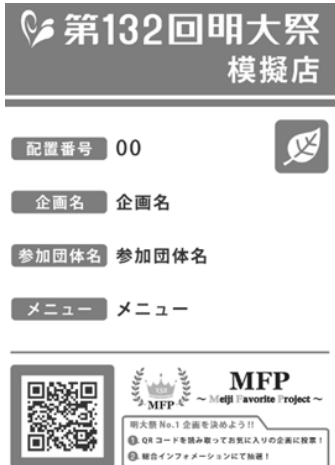 第132回明大祭
模擬店
配置番号 00
企画名 企画名
参加団体名 参加団体名
メニュー メニュー
MFP
MFP
~ Meiji Favorite Project ~
明大祭 No.1 企画を決めよう!!
1 QRコードを読み取ってお気に入りの企画に投票!
2 総合インフォメーションにて抽選!